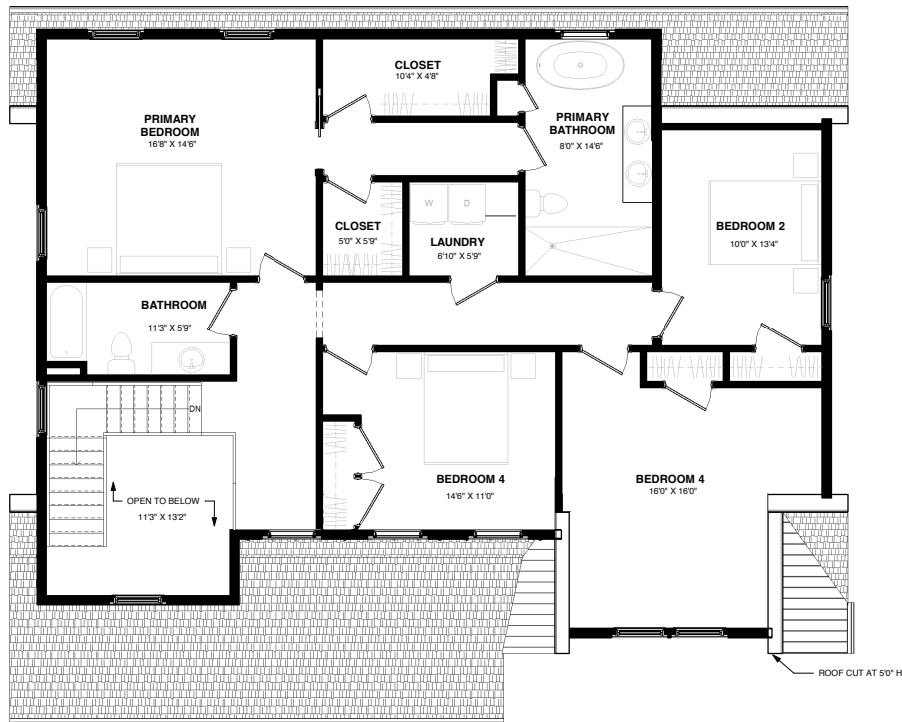 CLOSET
10'4" X 4'8"
PRIMARY
BEDROOM
16'8" X 14'6"
PRIMARY
BATHROOM
8'0" X 14'6"
CLOSET
5'0" X 5'9"
W
D
LAUNDRY
6'10" X 5'9"
BEDROOM 2
10'0" X 13'4"
BATHROOM
11'3" X 5'9"
DN
OPEN TO BELOW
11'3" X 13'2"
BEDROOM 4
14'6" X 11'0"
BEDROOM 4
16'0" X 16'0"
ROOF CUT AT 5'0" H